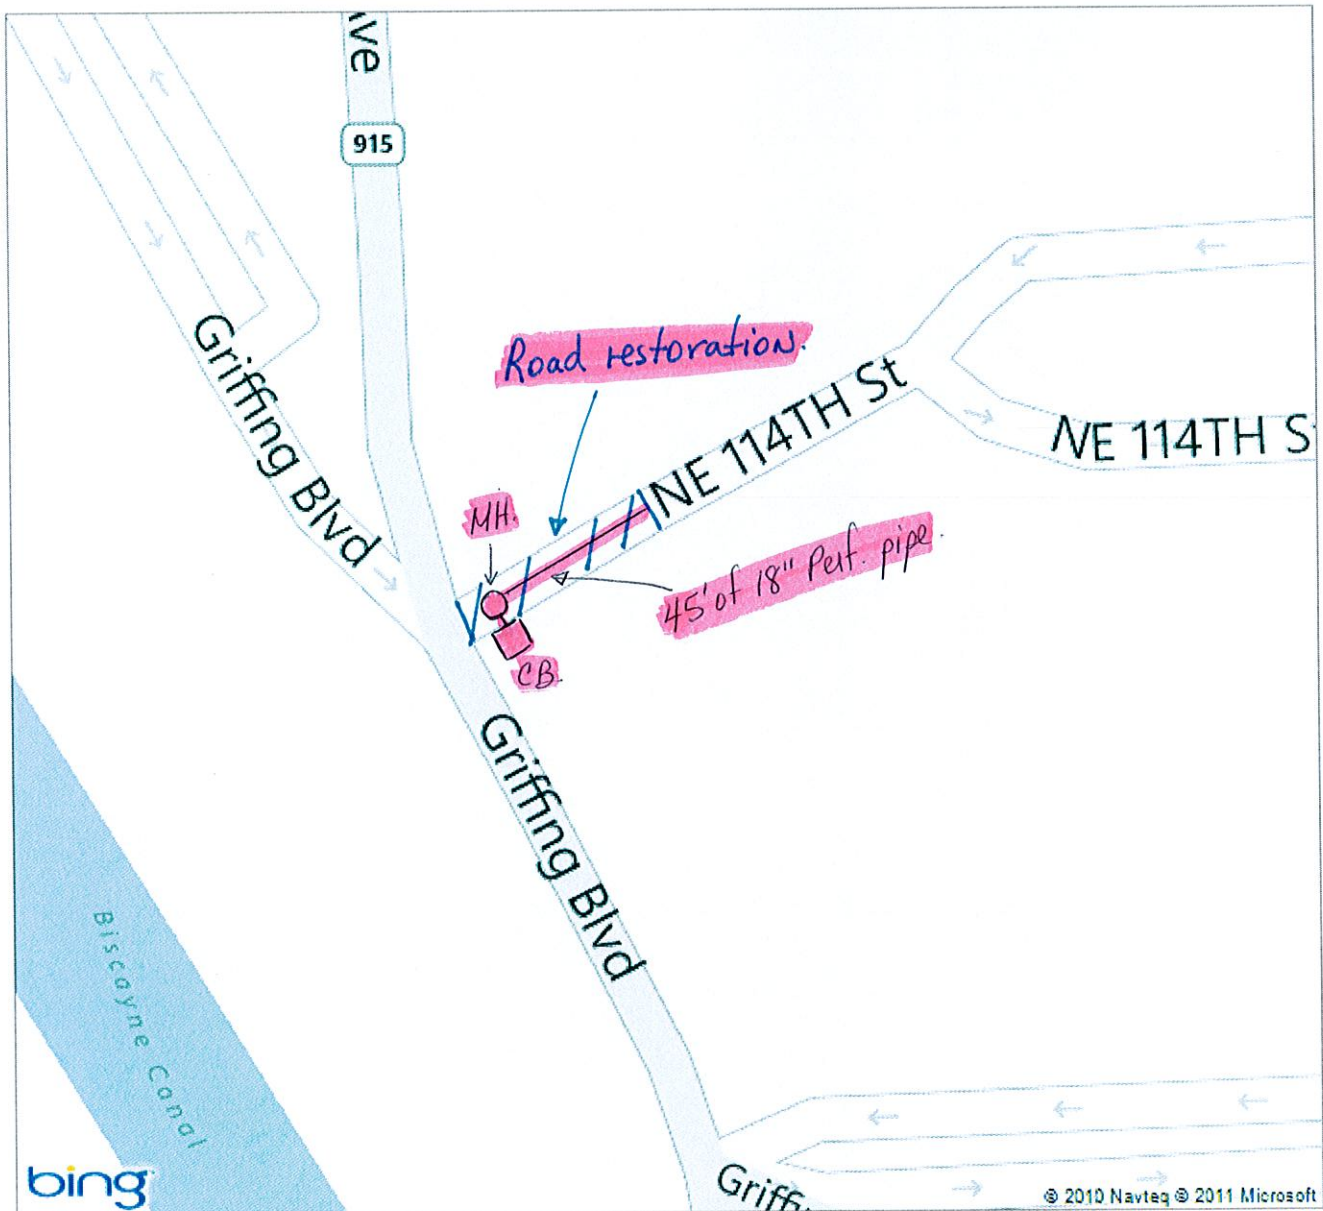 ve
915
Griffing Blvd
Road restoration.
NE 114TH St
NE 114TH S
MH.
45' of 18" Perf. pipe.
CB.
Griffing Blvd
Biscayne Canal
Griffi
bing
© 2010 Navteq © 2011 Microsoft